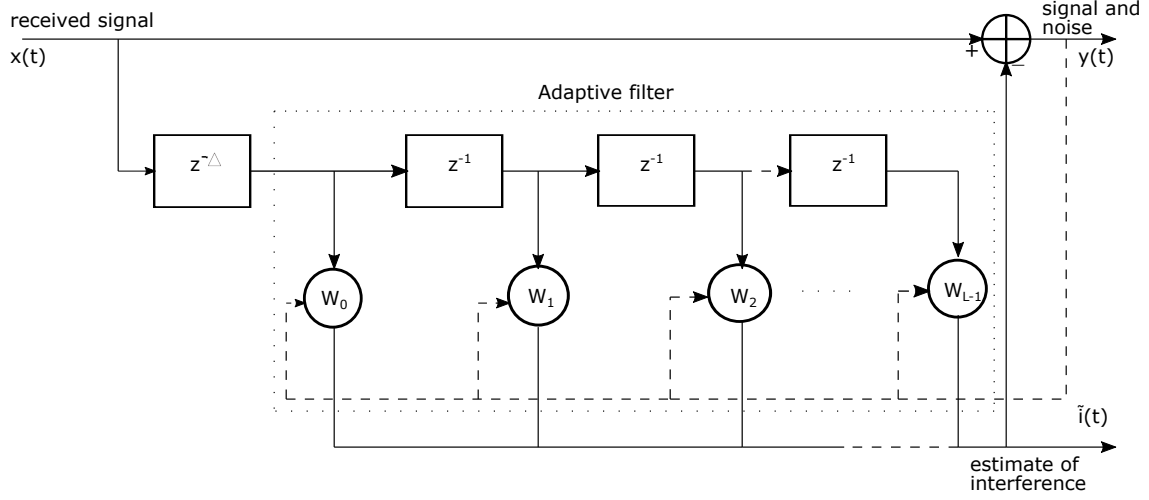 received signal
x(t)
signal and
noise
+
−
y(t)
Adaptive filter
z-△
z-1
z-1
z-1
W0
W1
W2
. . . . .
WL-1
ĩ(t)
estimate of
interference